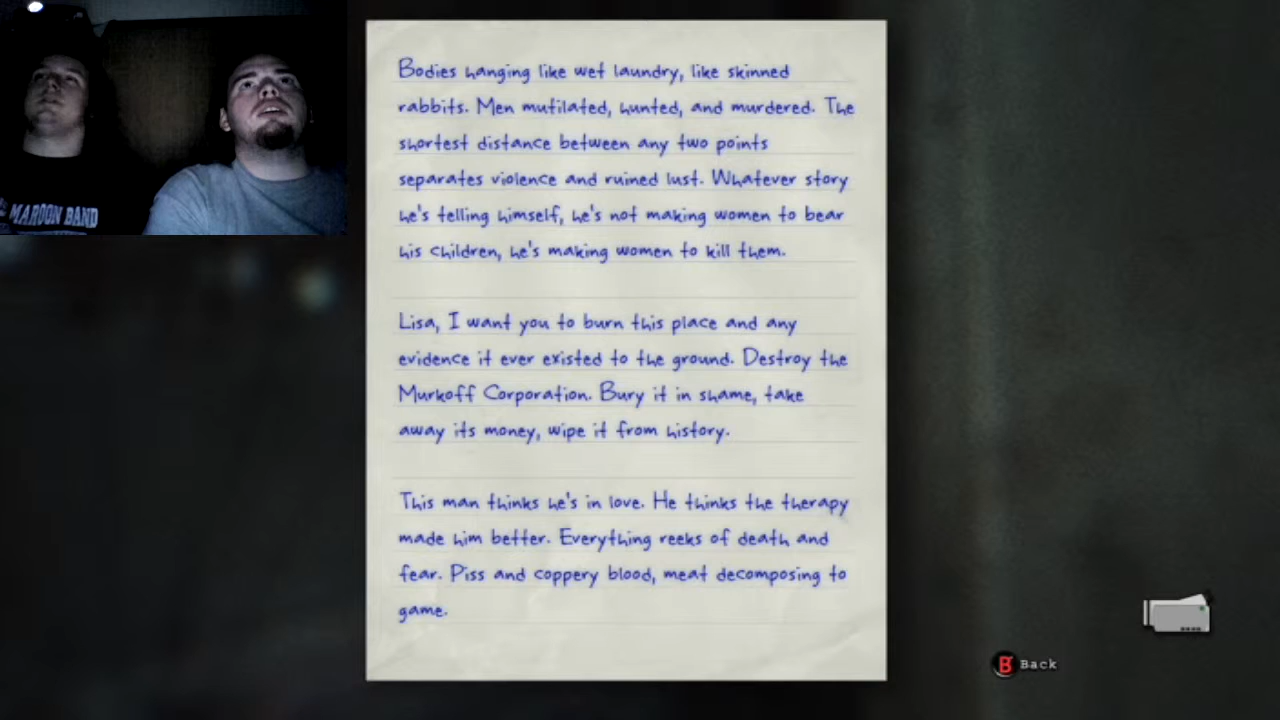 MAROON BAND
Bodies hanging like wet laundry, like skinned
rabbits. Men mutilated, hunted, and murdered. The
shortest distance between any two points
separates violence and ruined lust. Whatever story
he's telling himself, he's not making women to bear
his children, he's making women to kill them.
Lisa, I want you to burn this place and any
evidence it ever existed to the ground. Destroy the
Murkoff Corporation. Bury it in shame, take
away its money, wipe it from history.
This man thinks he's in love. He thinks the therapy
made him better. Everything reeks of death and
fear. Piss and coppery blood, meat decomposing to
game.
B Back